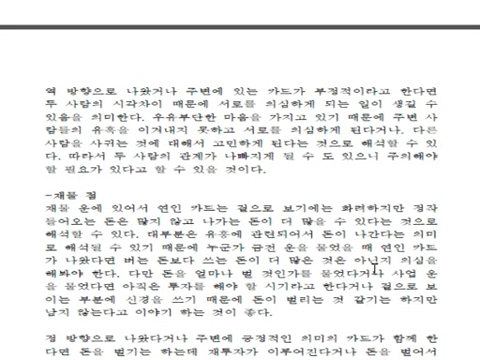 역 방향으로 나왔거나 주변에 있는 카드가 부정적이라고 한다면
두 사람의 시각차이 때문에 서로를 의심하게 되는 일이 생길 수
있음을 의미한다. 우유부단한 마음을 가지고 있기 때문에 주변 사
람들의 유혹을 이겨내지 못하고 서로를 의심하게 된다거나, 다른
사람을 사귀는 것에 대해서 고민하게 된다는 것으로 해석할 수 있
다. 따라서 두 사람의 관계가 나빠지게 될 수 도 있으니 주의해야
할 필요가 있다고 할 수 있을 것이다.
-재물 점
재물 운에 있어서 연인 카드는 겉으로 보기에는 화려하지만 정작
들어오는 돈은 많지 않고 나가는 돈이 더 많을 수 있다는 것으로
해석할 수 있다. 대부분은 유흥에 관련되어서 돈이 나간다는 의미
로 해석될 수 있기 때문에 누군가 금전 운을 물었을 때 연인 카드
가 나왔다면 버는 돈보다 쓰는 돈이 더 많은 것은 아닌지 의심을
해봐야 한다. 다만 돈을 얼마나 벌 것인가를 물었다거나 사업 운
을 물었다면 아직은 투자를 해야 할 시기라고 한다거나 겉으로 보
이는 부분에 신경을 쓰기 때문에 돈이 벌리는 것 같기는 하지만
남지 않는다고 이야기 하는 것이 좋다.
정 방향으로 나왔다거나 주변에 긍정적인 의미의 카드가 함께 한
다면 돈을 벌기는 하는데 재투자가 이루어진다거나 돈을 벌어서